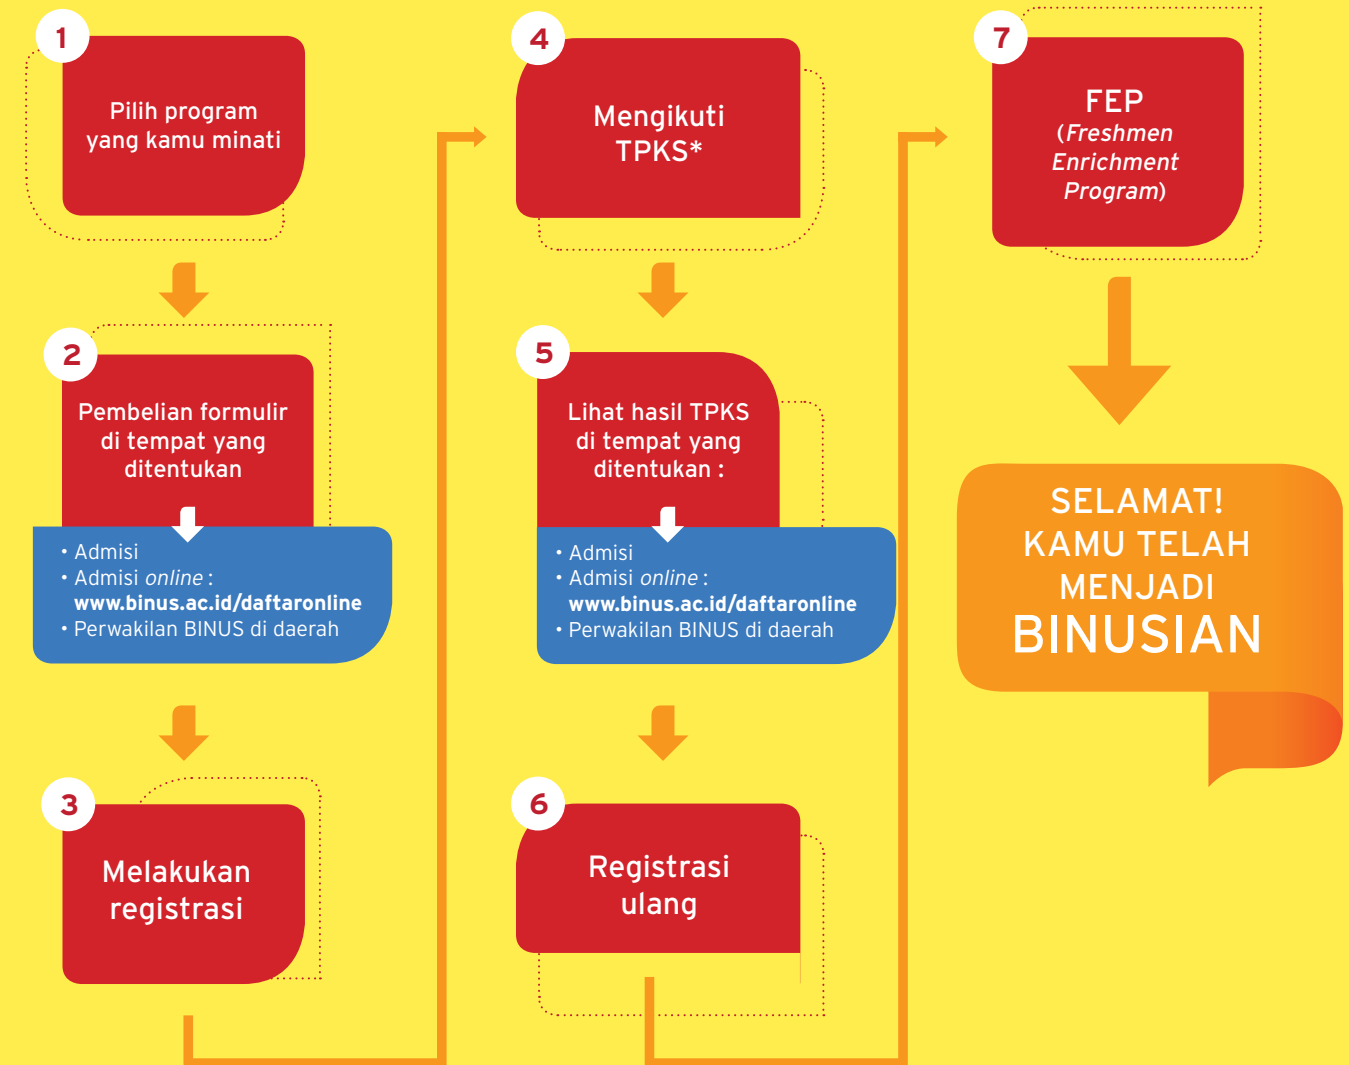 1
Pilih program
yang kamu minati
2
Pembelian formulir
di tempat yang
ditentukan
• Admisi
• Admisi online :
www.binus.ac.id/daftaronline
• Perwakilan BINUS di daerah
3
Melakukan
registrasi
4
Mengikuti
TPKS*
5
Lihat hasil TPKS
di tempat yang
ditentukan :
• Admisi
• Admisi online :
www.binus.ac.id/daftaronline
• Perwakilan BINUS di daerah
6
Registrasi
ulang
7
FEP
(Freshmen
Enrichment
Program)
SELAMAT!
KAMU TELAH
MENJADI
BINUSIAN